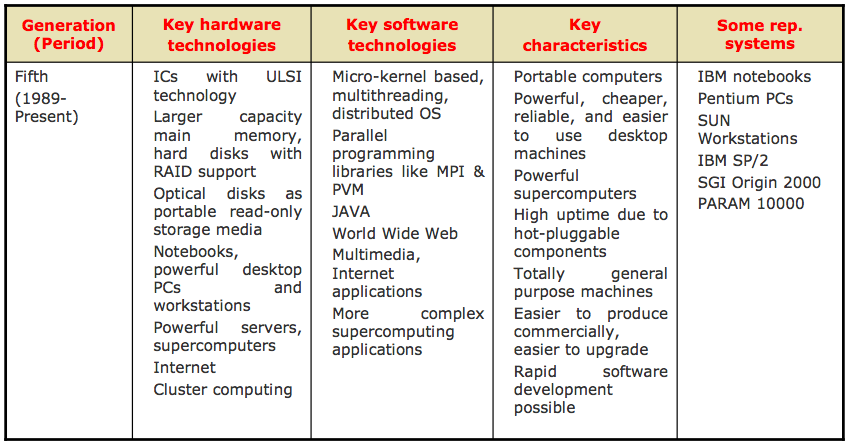 Generation
(Period)
Key hardware
technologies
Key software
technologies
Key
characteristics
Some rep.
systems
Fifth
(1989-
Present)
ICs with ULSI
technology
Larger capacity
main memory,
hard disks with
RAID support
Optical disks as
portable read-only
storage media
Notebooks,
powerful desktop
PCs and
workstations
Powerful servers,
supercomputers
Internet
Cluster computing
Micro-kernel based,
multithreading,
distributed OS
Parallel
programming
libraries like MPI &
PVM
JAVA
World Wide Web
Multimedia,
Internet
applications
More complex
supercomputing
applications
Portable computers
Powerful, cheaper,
reliable, and easier
to use desktop
machines
Powerful
supercomputers
High uptime due to
hot-pluggable
components
Totally general
purpose machines
Easier to produce
commercially,
easier to upgrade
Rapid software
development
possible
IBM notebooks
Pentium PCs
SUN
Workstations
IBM SP/2
SGI Origin 2000
PARAM 10000